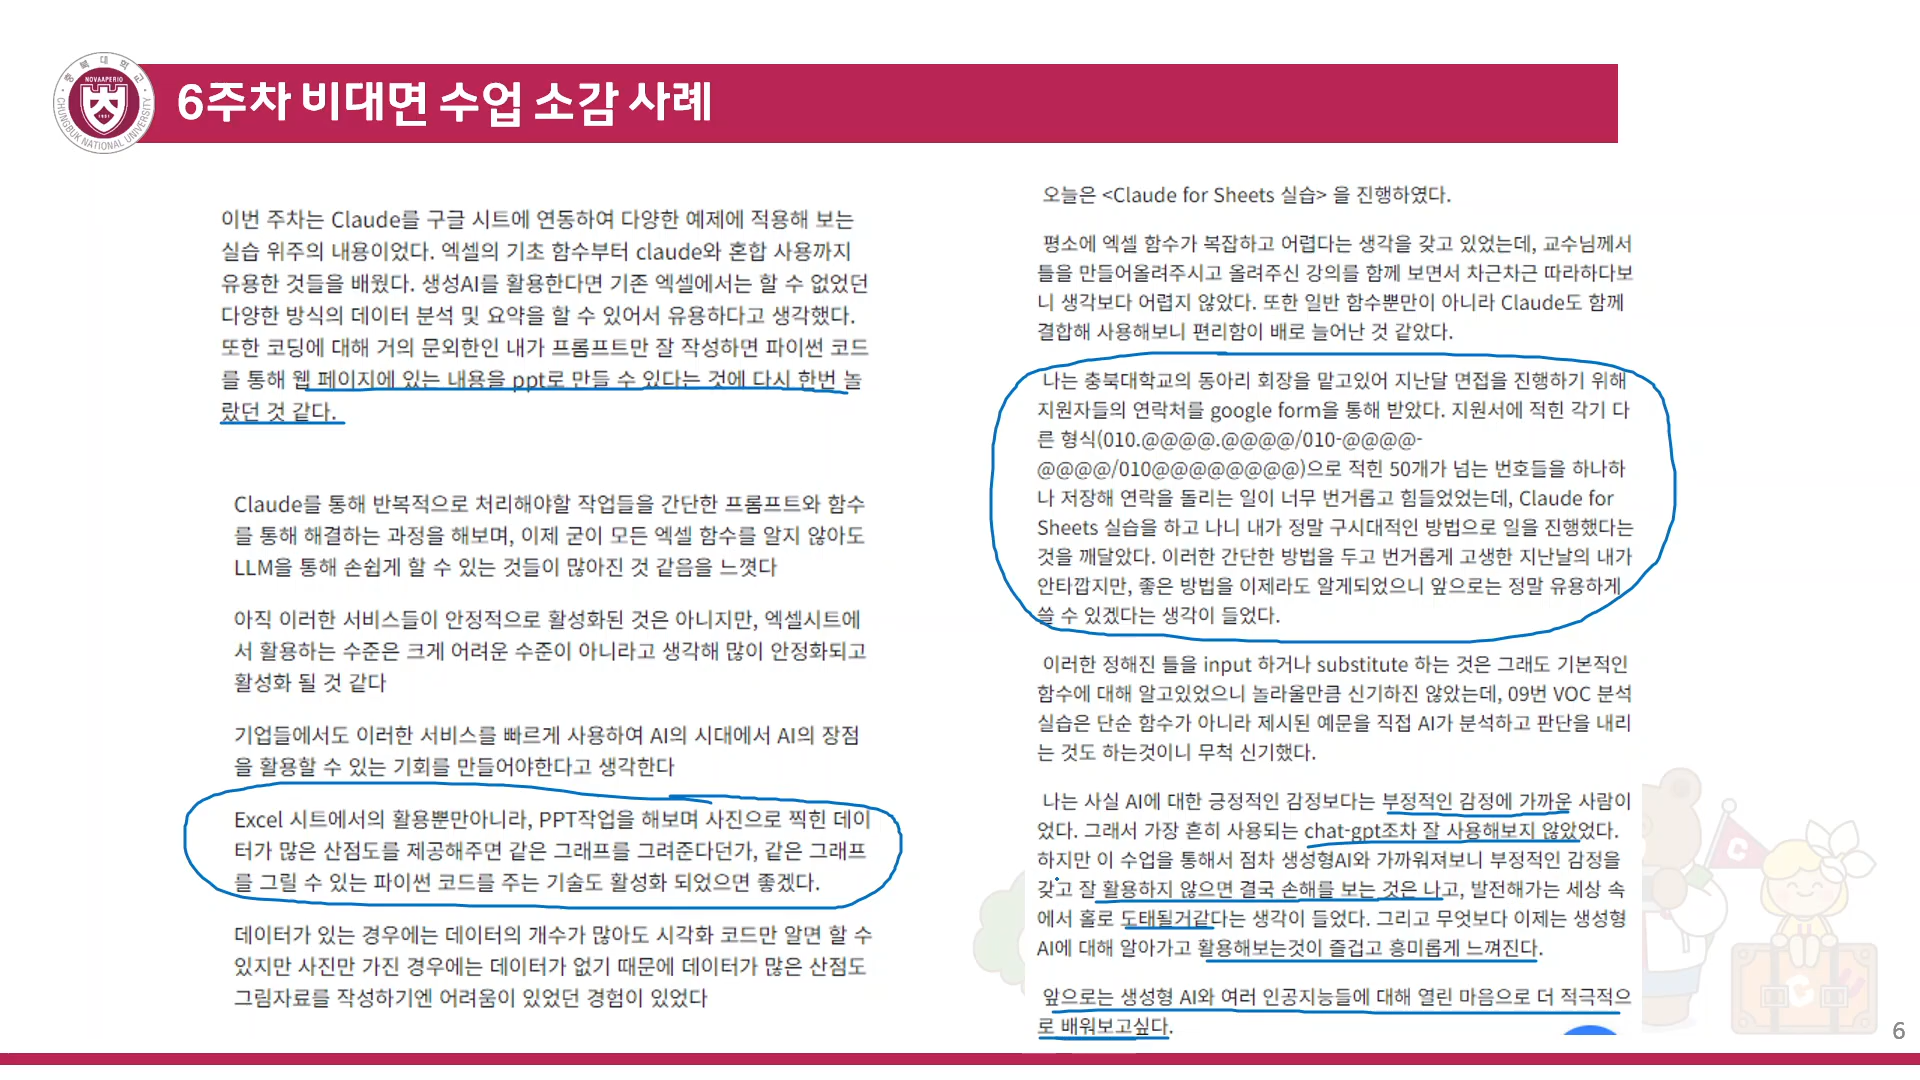 충북대학교
NOVAAPERIO
1951
CHUNGBUK NATIONAL UNIVERSITY
6주차 비대면 수업 소감 사례
이번 주차는 Claude를 구글 시트에 연동하여 다양한 예제에 적용해 보는
실습 위주의 내용이었다. 엑셀의 기초 함수부터 claude와 혼합 사용까지
유용한 것들을 배웠다. 생성AI를 활용한다면 기존 엑셀에서는 할 수 없었던
다양한 방식의 데이터 분석 및 요약을 할 수 있어서 유용하다고 생각했다.
또한 코딩에 대해 거의 문외한인 내가 프롬프트만 잘 작성하면 파이썬 코드
를 통해 웹 페이지에 있는 내용을 ppt로 만들 수 있다는 것에 다시 한번 놀
랐던 것 같다.
Claude를 통해 반복적으로 처리해야할 작업들을 간단한 프롬프트와 함수
를 통해 해결하는 과정을 해보며, 이제 굳이 모든 엑셀 함수를 알지 않아도
LLM을 통해 손쉽게 할 수 있는 것들이 많아진 것 같음을 느꼈다
아직 이러한 서비스들이 안정적으로 활성화된 것은 아니지만, 엑셀시트에
서 활용하는 수준은 크게 어려운 수준이 아니라고 생각해 많이 안정화되고
활성화 될 것 같다
기업들에서도 이러한 서비스를 빠르게 사용하여 AI의 시대에서 AI의 장점
을 활용할 수 있는 기회를 만들어야한다고 생각한다
Excel 시트에서의 활용뿐만아니라, PPT작업을 해보며 사진으로 찍힌 데이
터가 많은 산점도를 제공해주면 같은 그래프를 그려준다던가, 같은 그래프
를 그릴 수 있는 파이썬 코드를 주는 기술도 활성화 되었으면 좋겠다.
데이터가 있는 경우에는 데이터의 개수가 많아도 시각화 코드만 알면 할 수
있지만 사진만 가진 경우에는 데이터가 없기 때문에 데이터가 많은 산점도
그림자료를 작성하기엔 어려움이 있었던 경험이 있었다
오늘은 <Claude for Sheets 실습> 을 진행하였다.
평소에 엑셀 함수가 복잡하고 어렵다는 생각을 갖고 있었는데, 교수님께서
틀을 만들어올려주시고 올려주신 강의를 함께 보면서 차근차근 따라하다보
니 생각보다 어렵지 않았다. 또한 일반 함수뿐만이 아니라 Claude도 함께
결합해 사용해보니 편리함이 배로 늘어난 것 같았다.
나는 충북대학교의 동아리 회장을 맡고있어 지난달 면접을 진행하기 위해
지원자들의 연락처를 google form을 통해 받았다. 지원서에 적힌 각기 다
른 형식(010.@@@@.@@@@/010-@@@@-
@@@@/010@@@@@@@@)으로 적힌 50개가 넘는 번호들을 하나하
나 저장해 연락을 돌리는 일이 너무 번거롭고 힘들었었는데, Claude for
Sheets 실습을 하고 나니 내가 정말 구시대적인 방법으로 일을 진행했다는
것을 깨달았다. 이러한 간단한 방법을 두고 번거롭게 고생한 지난날의 내가
안타깝지만, 좋은 방법을 이제라도 알게되었으니 앞으로는 정말 유용하게
쓸 수 있겠다는 생각이 들었다.
이러한 정해진 틀을 input 하거나 substitute 하는 것은 그래도 기본적인
함수에 대해 알고있었으니 놀라울만큼 신기하진 않았는데, 09번 VOC 분석
실습은 단순 함수가 아니라 제시된 예문을 직접 AI가 분석하고 판단을 내리
는 것도 하는것이니 무척 신기했다.
나는 사실 AI에 대한 긍정적인 감정보다는 부정적인 감정에 가까운 사람이
었다. 그래서 가장 흔히 사용되는 chat-gpt조차 잘 사용해보지 않았었다.
하지만 이 수업을 통해서 점차 생성형AI와 가까워져보니 부정적인 감정을
갖고 잘 활용하지 않으면 결국 손해를 보는 것은 나고, 발전해가는 세상 속
에서 홀로 도태될거같다는 생각이 들었다. 그리고 무엇보다 이제는 생성형
AI에 대해 알아가고 활용해보는것이 즐겁고 흥미롭게 느껴진다.
앞으로는 생성형 AI와 여러 인공지능들에 대해 열린 마음으로 더 적극적으
로 배워보고싶다.
6